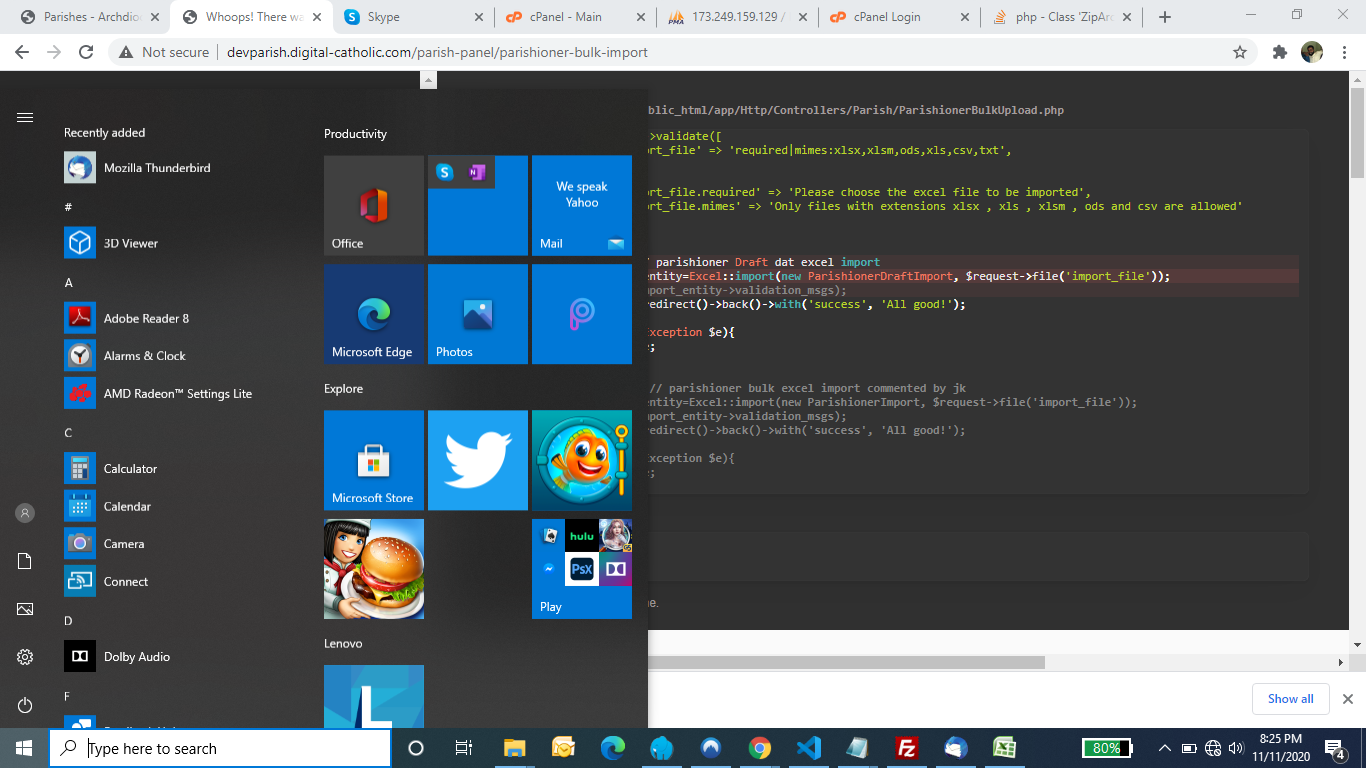 Parishes - Archdio
Whoops! There wa
Skype
cPanel - Main
173.249.159.129 /
cPanel Login
php - Class 'ZipAr
Not secure
devparish.digital-catholic.com/parish-panel/parishioner-bulk-import
blic_html/app/Http/Controllers/Parish/ParishionerBulkUpload.php
>validate([
rt_file' => 'required|mimes:xlsx,xlsm,ods,xls,csv,txt',
ort_file.required' => 'Please choose the excel file to be imported',
ort_file.mimes' => 'Only files with extensions xlsx , xls , xlsm , ods and csv are allowed'
/ parishioner Draft dat excel import
entity=Excel::import(new ParishionerDraftImport, $request->file('import_file'));
mport_entity->validation_msgs);
redirect()->back()->with('success', 'All good!');
xception $e){
;
// parishioner bulk excel import commented by jk
entity=Excel::import(new ParishionerImport, $request->file('import_file'));
mport_entity->validation_msgs);
redirect()->back()->with('success', 'All good!');
xception $e){
;
e.
Show all
Recently added
Mozilla Thunderbird
#
3D Viewer
A
Adobe Reader 8
Alarms & Clock
AMD Radeon™ Settings Lite
C
Calculator
Calendar
Camera
Connect
D
Dolby Audio
F
Productivity
Office
We speak
Yahoo
Mail
Microsoft Edge
Photos
Explore
Microsoft Store
hulu
PsX
Play
Lenovo
L
Type here to search
80%
8:25 PM
11/11/2020
4